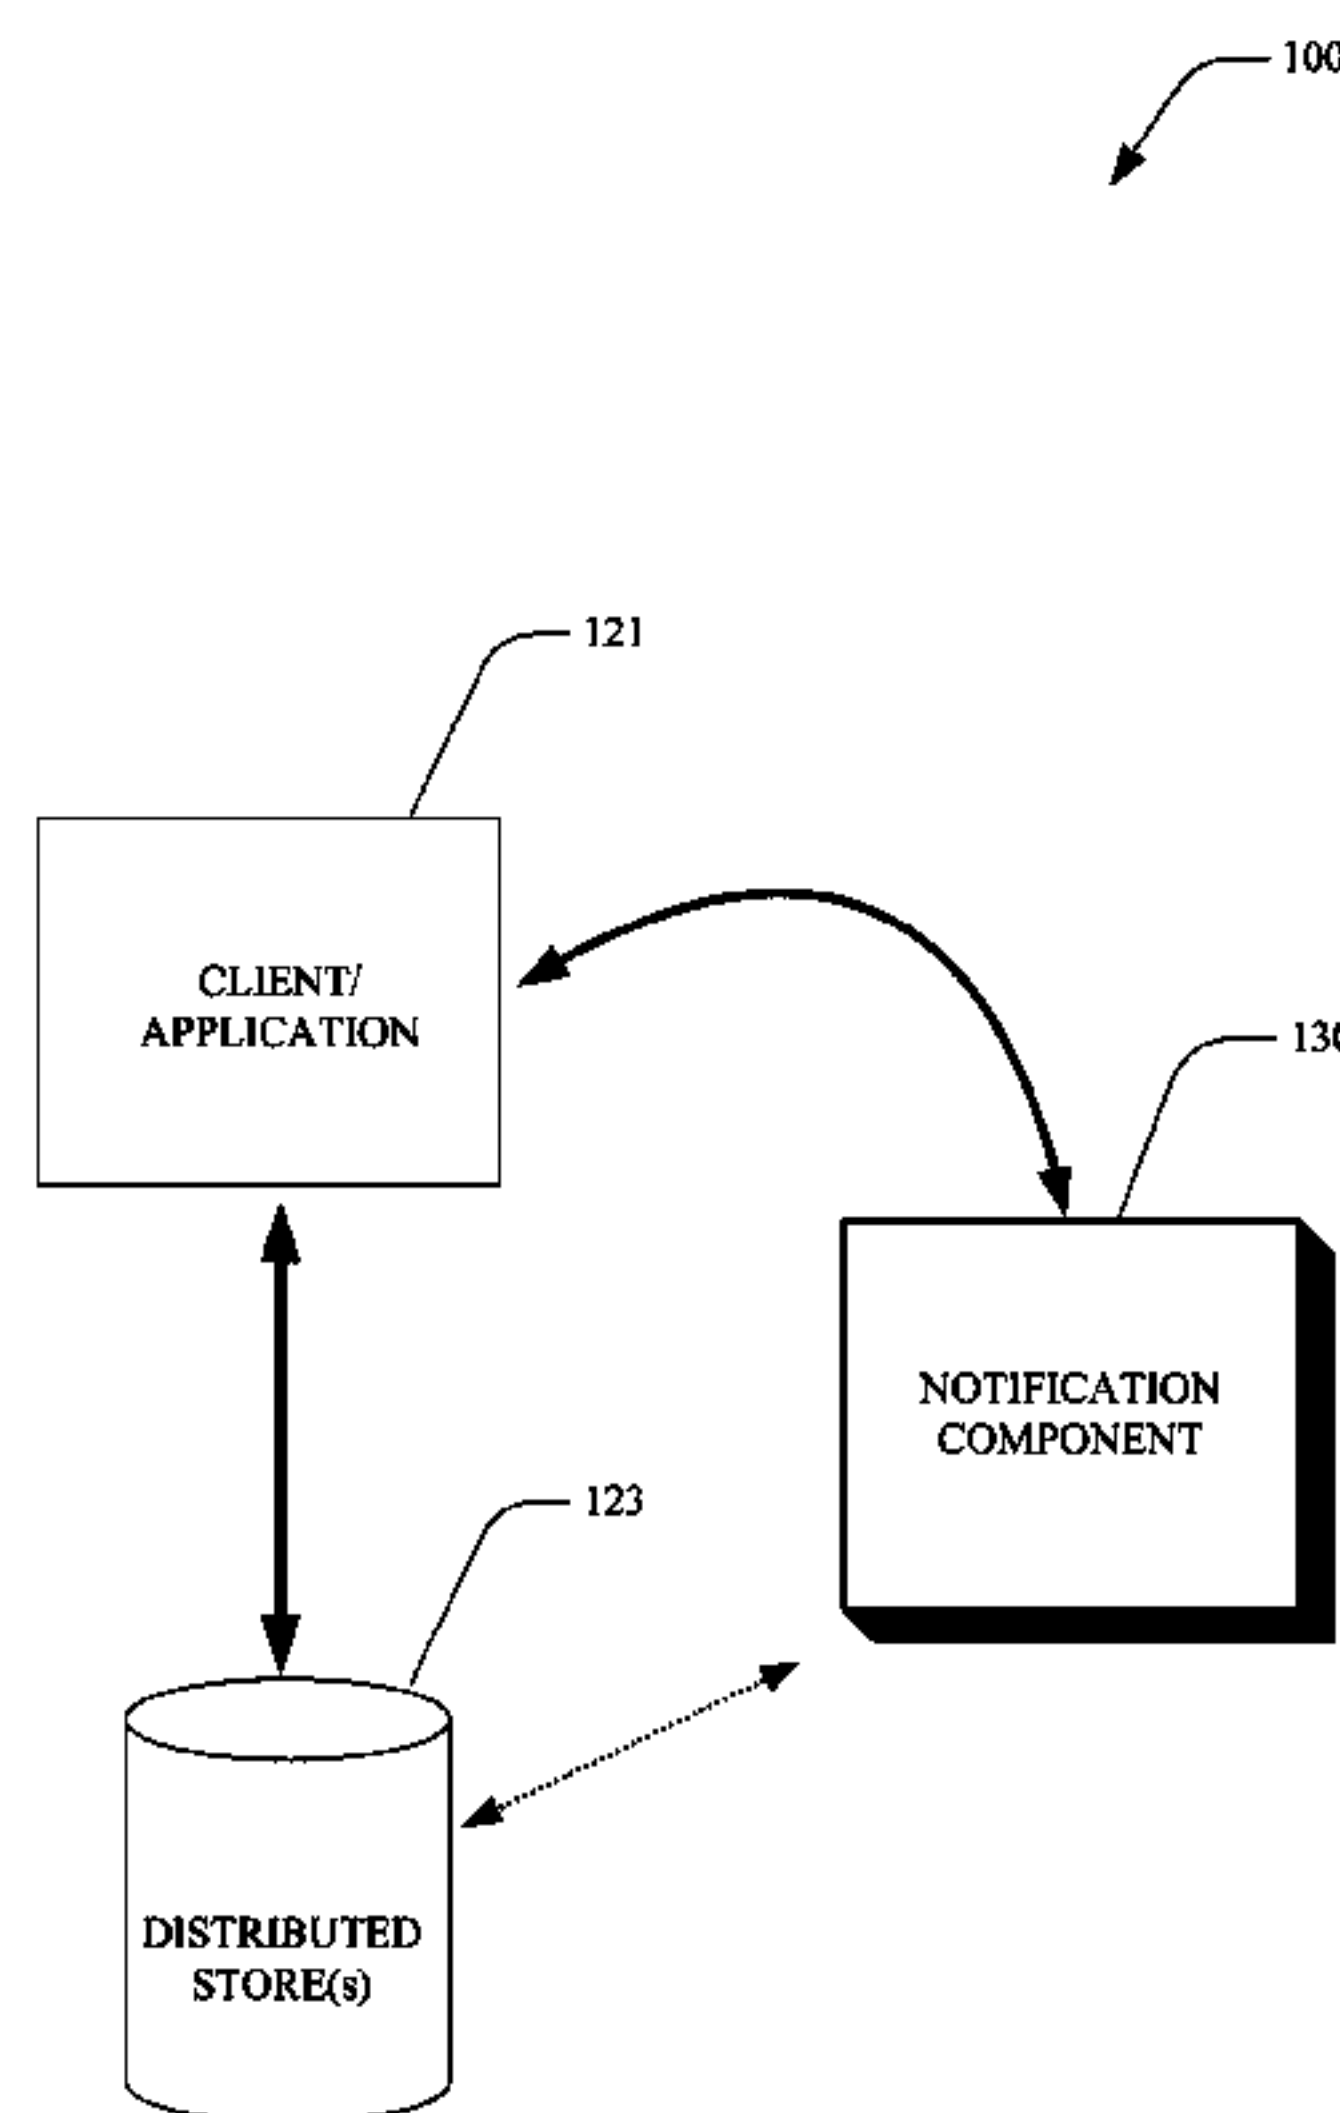 100
121
CLIENT/
APPLICATION
130
NOTIFICATION
COMPONENT
123
DISTRIBUTED
STORE(s)